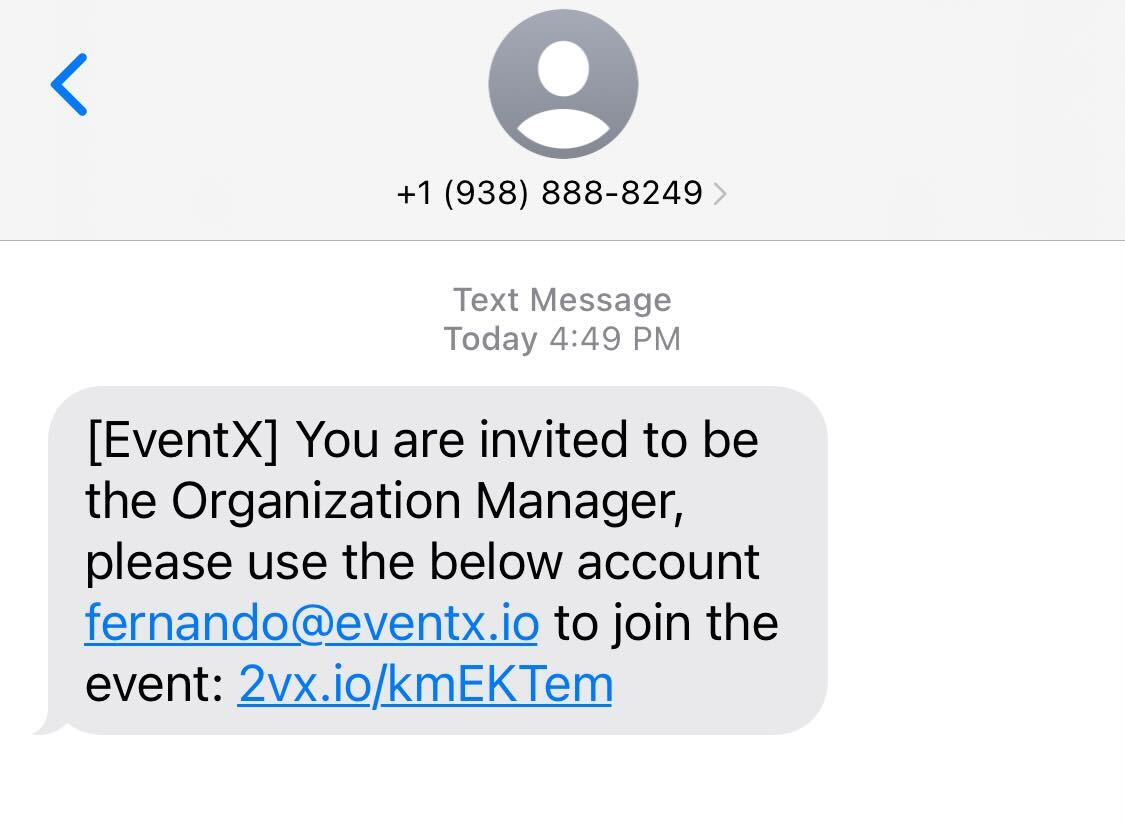 +1 (938) 888-8249
Text Message
Today 4:49 PM
[EventX] You are invited to be
the Organization Manager,
please use the below account
fernando@eventx.io to join the
event: 2vx.io/kmEKTem